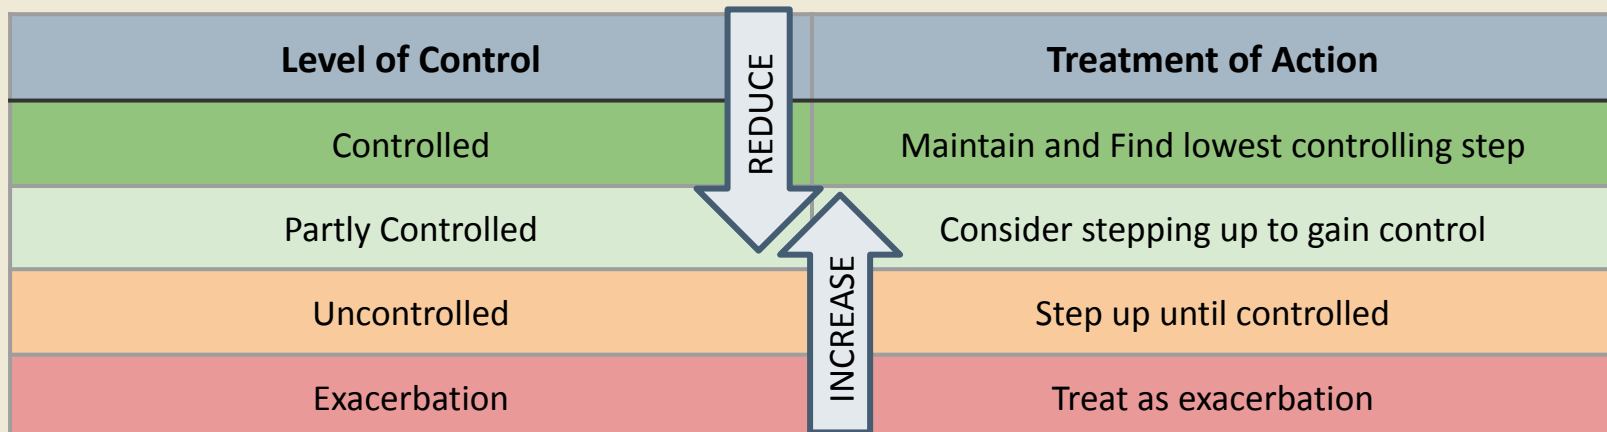 Level of Control
Treatment of Action
REDUCE
Controlled
Maintain and Find lowest controlling step
Partly Controlled
Consider stepping up to gain control
INCREASE
Uncontrolled
Step up until controlled
Exacerbation
Treat as exacerbation